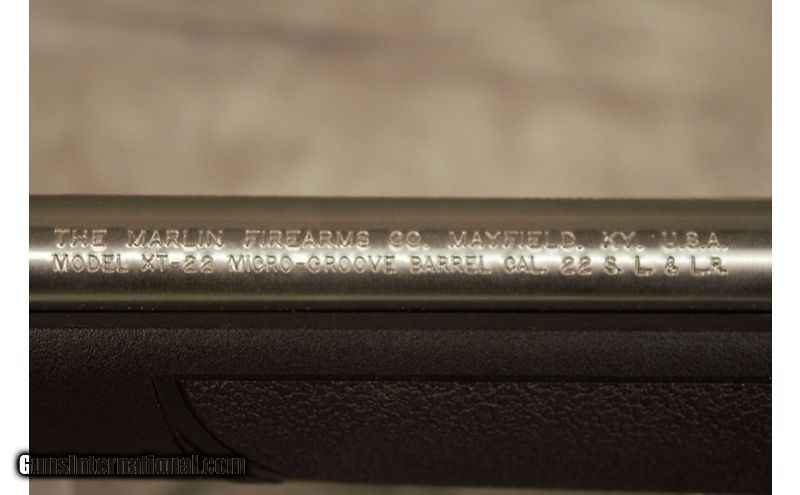 THE MARLIN FIREARMS CO. MAYFIELD, KY. U.S.A.
MODEL XT-22 MICRO-GROOVE BARREL CAL. 22 S. L. & L.R.
GunsInternational.com